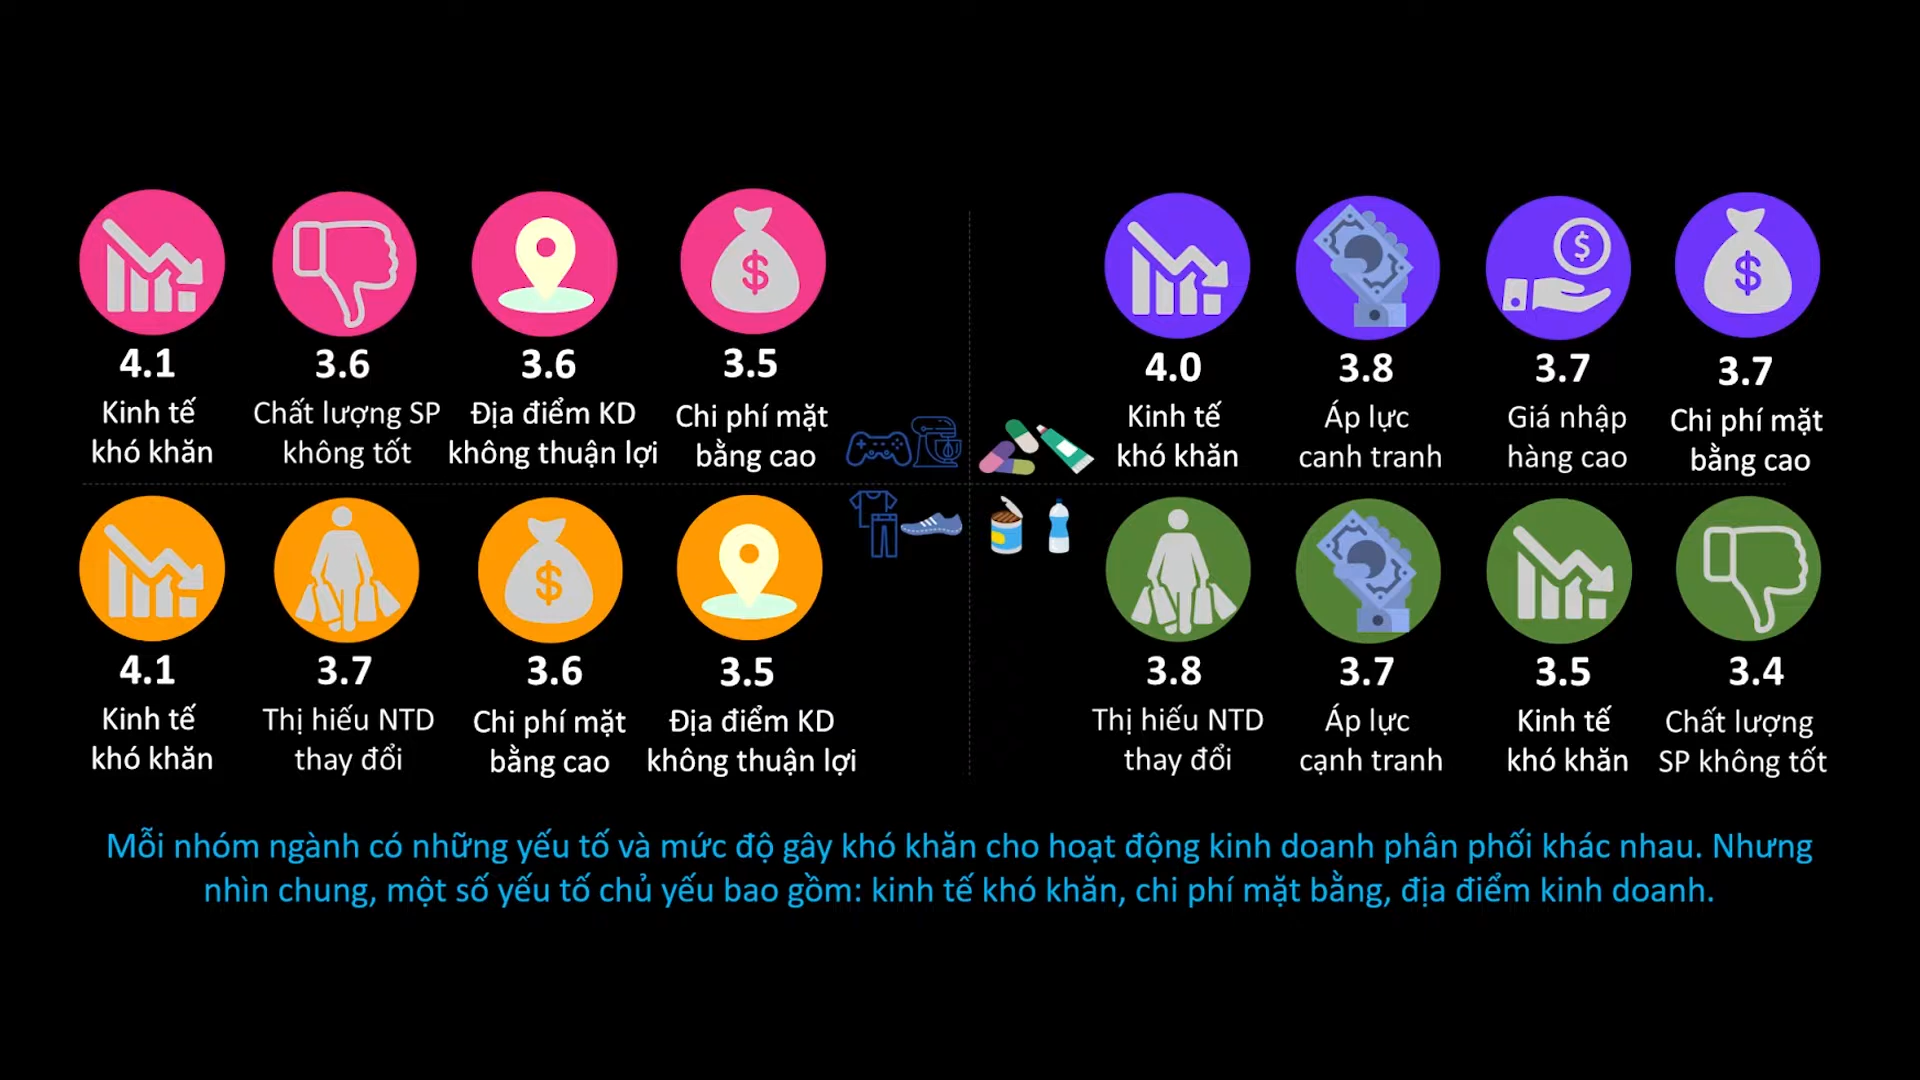 4.1
Kinh tế
khó khăn
3.6
Chất lượng SP
không tốt
3.6
Địa điểm KD
không thuận lợi
3.5
Chi phí mặt
bằng cao
4.0
Kinh tế
khó khăn
3.8
Áp lực
canh tranh
3.7
Giá nhập
hàng cao
3.7
Chi phí mặt
bằng cao
4.1
Kinh tế
khó khăn
3.7
Thị hiếu NTD
thay đổi
3.6
Chi phí mặt
bằng cao
3.5
Địa điểm KD
không thuận lợi
3.8
Thị hiếu NTD
thay đổi
3.7
Áp lực
cạnh tranh
3.5
Kinh tế
khó khăn
3.4
Chất lượng
SP không tốt
Mỗi nhóm ngành có những yếu tố và mức độ gây khó khăn cho hoạt động kinh doanh phân phối khác nhau. Nhưng
nhìn chung, một số yếu tố chủ yếu bao gồm: kinh tế khó khăn, chi phí mặt bằng, địa điểm kinh doanh.